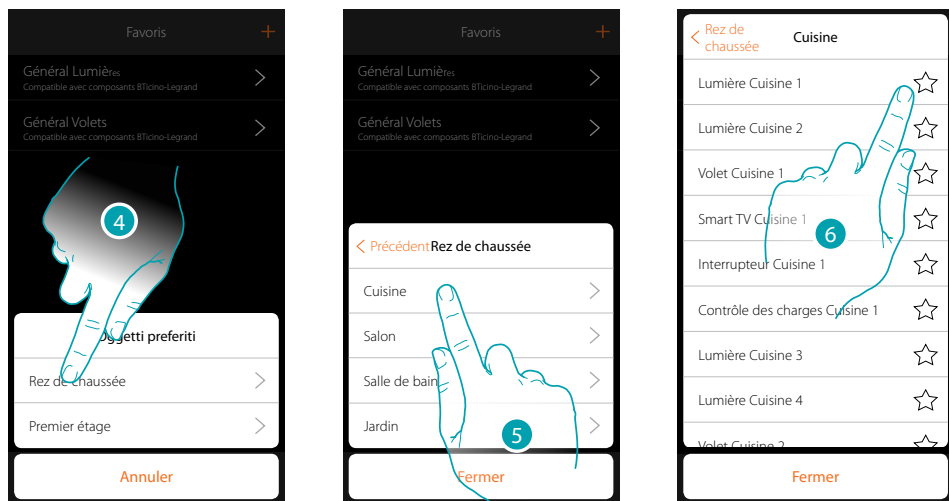 Favoris +
Général Lumières
Compatible avec composants BTicino-Legrand
Général Volets
Compatible avec composants BTicino-Legrand
4
Oggetti preferiti
Rez de chaussée
Premier étage
Annuler
Favoris +
Général Lumières
Compatible avec composants BTicino-Legrand
Général Volets
Compatible avec composants BTicino-Legrand
Précédent Rez de chaussée
Cuisine
Salon
Salle de bain
Jardin
5
Fermer
Rez de
chaussée
Cuisine
Lumière Cuisine 1
Lumière Cuisine 2
Volet Cuisine 1
Smart TV Cuisine 1
6
Interrupteur Cuisine 1
Contrôle des charges Cuisine 1
Lumière Cuisine 3
Lumière Cuisine 4
Volet Cuisine 2
Fermer